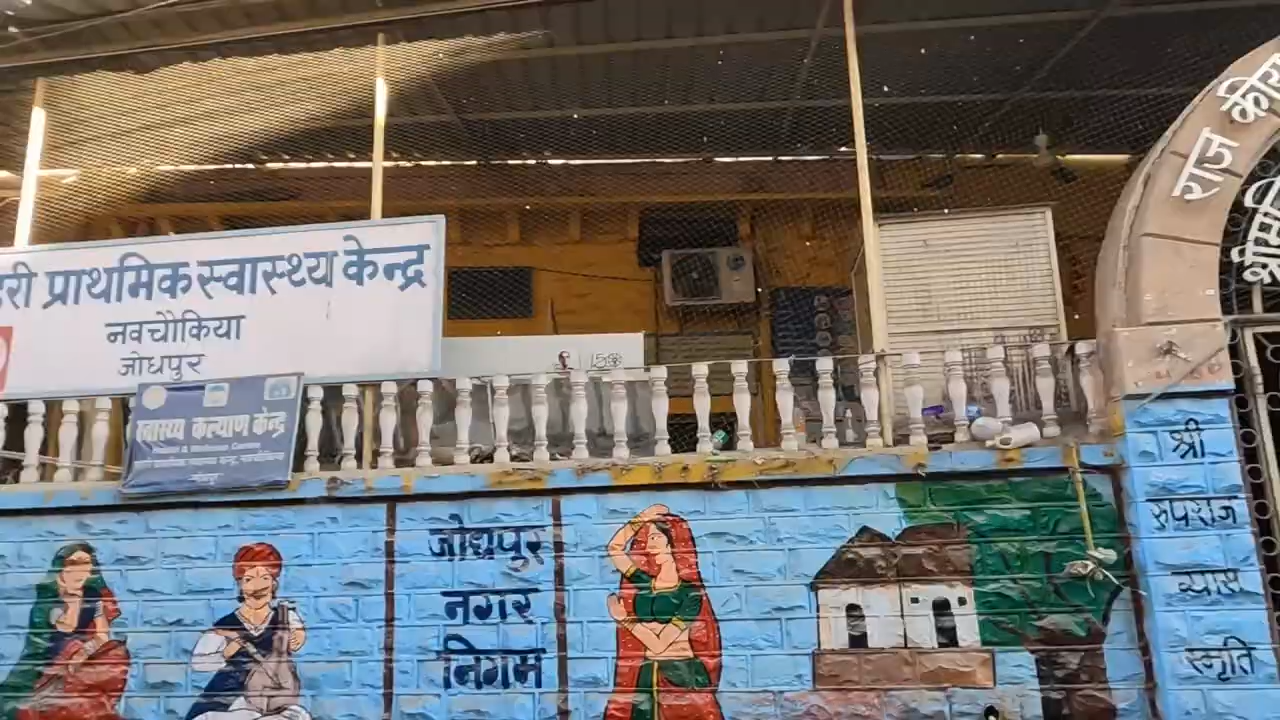 प्राथमिक स्वास्थ्य केन्द्र
नवचौकिया
जोधपुर
स्वास्थ्य कल्याण केन्द्र
जोधपुर
नगर
निगम
राज
श्री
रुपराज
व्यास
स्मृति